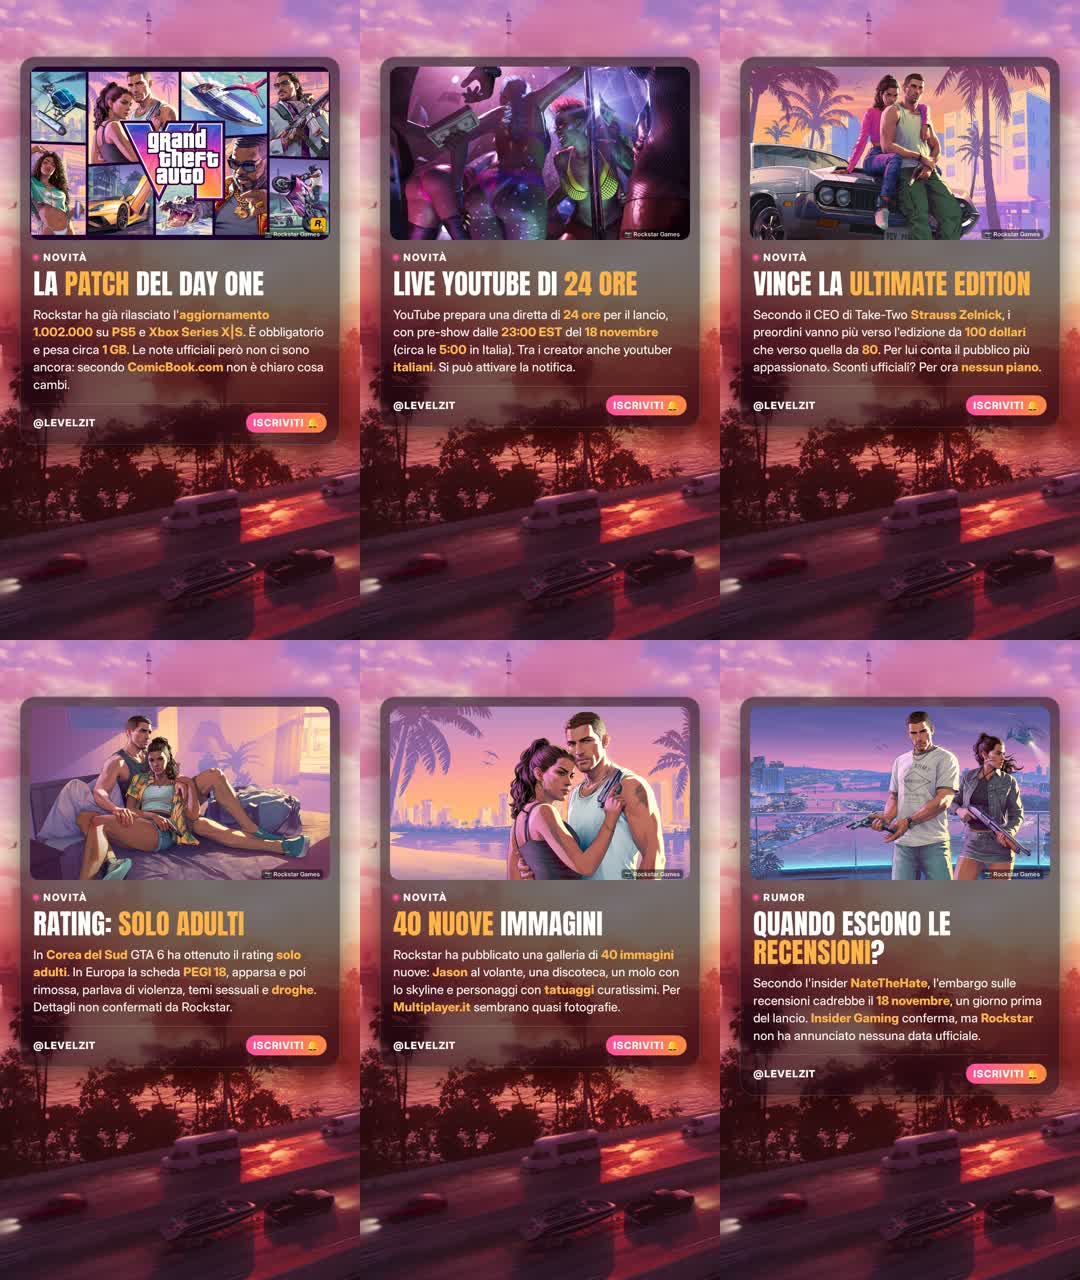 grand
theft
auto
R
Rockstar Games
NOVITÀ
LA PATCH DEL DAY ONE
Rockstar ha già rilasciato l'aggiornamento
1.002.000 su PS5 e Xbox Series X|S. È obbligatorio
e pesa circa 1 GB. Le note ufficiali però non ci sono
ancora: secondo ComicBook.com non è chiaro cosa
cambi.
@LEVELZIT
ISCRIVITI 🔔
Rockstar Games
NOVITÀ
LIVE YOUTUBE DI 24 ORE
YouTube prepara una diretta di 24 ore per il lancio,
con pre-show dalle 23:00 EST del 18 novembre
(circa le 5:00 in Italia). Tra i creator anche youtuber
italiani. Si può attivare la notifica.
@LEVELZIT
ISCRIVITI 🔔
Rockstar Games
NOVITÀ
VINCE LA ULTIMATE EDITION
Secondo il CEO di Take-Two Strauss Zelnick, i
preordini vanno più verso l'edizione da 100 dollari
che verso quella da 80. Per lui conta il pubblico più
appassionato. Sconti ufficiali? Per ora nessun piano.
@LEVELZIT
ISCRIVITI 🔔
Rockstar Games
NOVITÀ
RATING: SOLO ADULTI
In Corea del Sud GTA 6 ha ottenuto il rating solo
adulti. In Europa la scheda PEGI 18, apparsa e poi
rimossa, parlava di violenza, temi sessuali e droghe.
Dettagli non confermati da Rockstar.
@LEVELZIT
ISCRIVITI 🔔
Rockstar Games
NOVITÀ
40 NUOVE IMMAGINI
Rockstar ha pubblicato una galleria di 40 immagini
nuove: Jason al volante, una discoteca, un molo con
lo skyline e personaggi con tatuaggi curatissimi. Per
Multiplayer.it sembrano quasi fotografie.
@LEVELZIT
ISCRIVITI 🔔
Rockstar Games
RUMOR
QUANDO ESCONO LE
RECENSIONI?
Secondo l'insider NateTheHate, l'embargo sulle
recensioni cadrebbe il 18 novembre, un giorno prima
del lancio. Insider Gaming conferma, ma Rockstar
non ha annunciato nessuna data ufficiale.
@LEVELZIT
ISCRIVITI 🔔